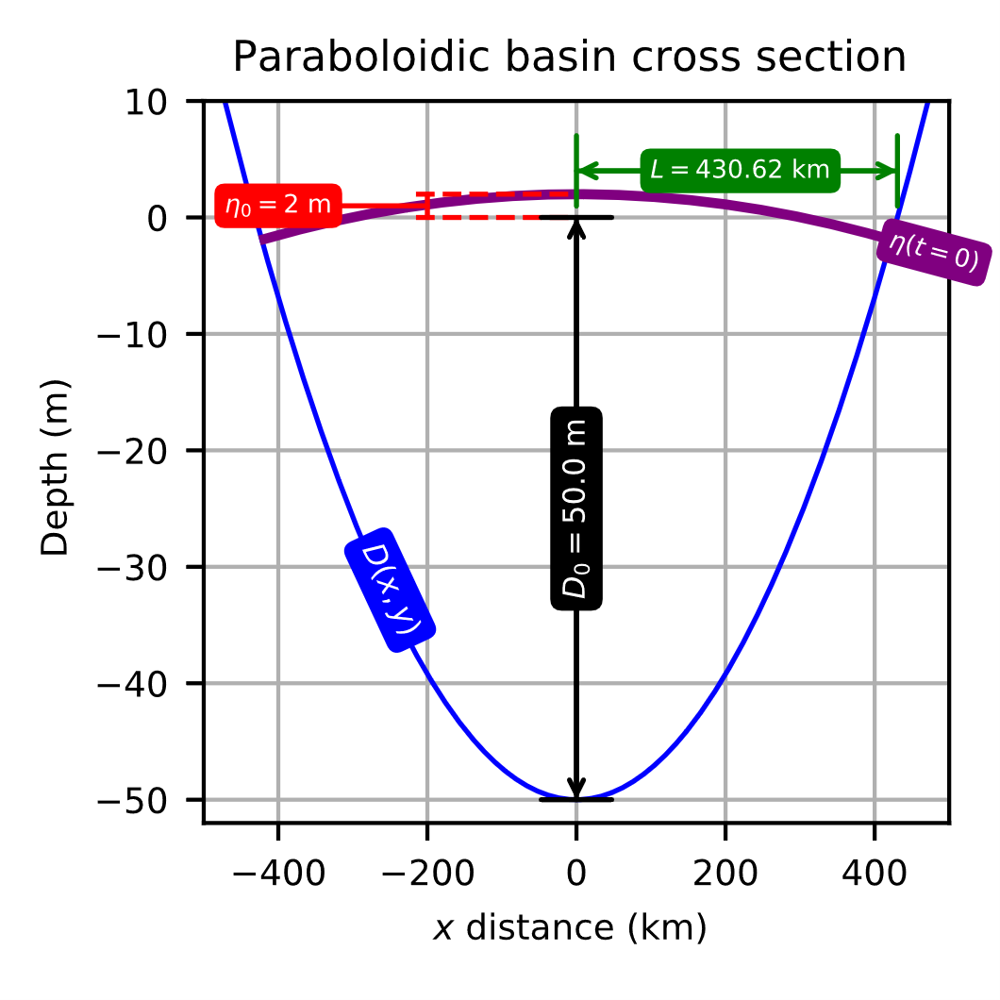 Paraboloidic basin cross section
10
0
−10
−20
−30
−40
−50
Depth (m)
L = 430.62 km
η₀ = 2 m
η(t = 0)
D₀ = 50.0 m
D(x, y)
−400
−200
0
200
400
x distance (km)